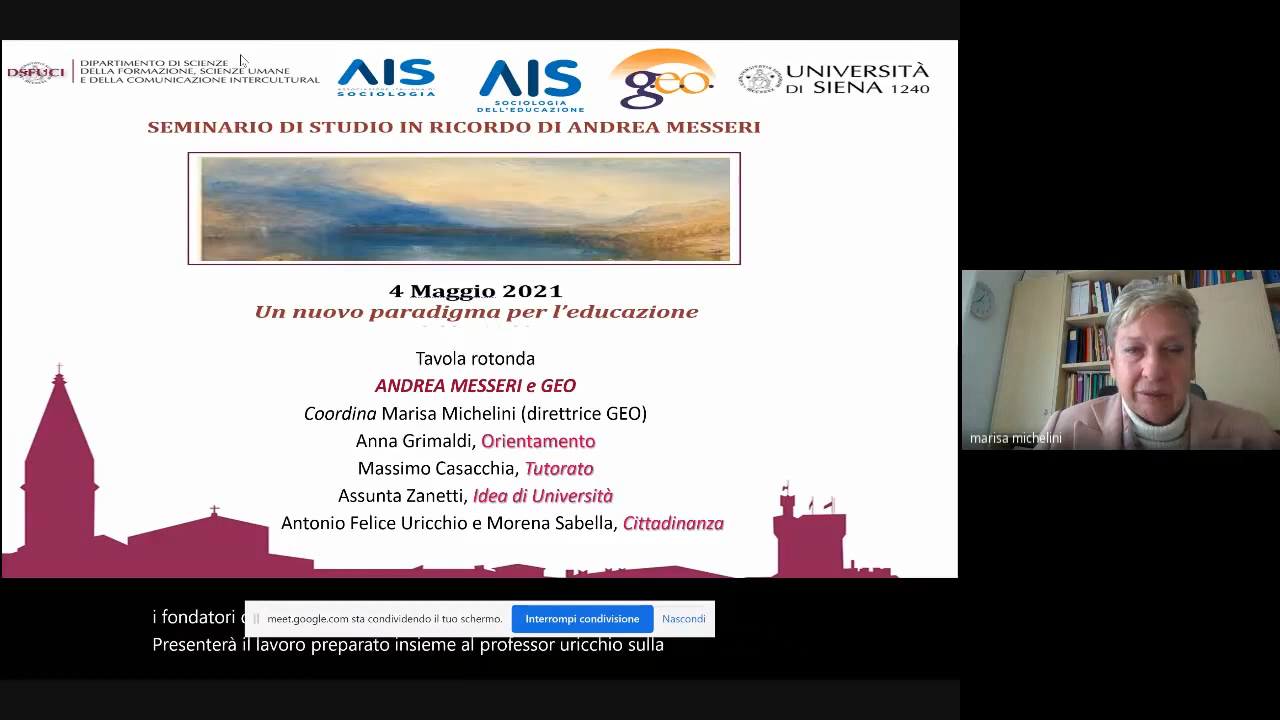 DSFUCI
DIPARTIMENTO DI SCIENZE
DELLA FORMAZIONE, SCIENZE UMANE
E DELLA COMUNICAZIONE INTERCULTURAL
AIS
ASSOCIAZIONE ITALIANA DI
SOCIOLOGIA
AIS
SOCIOLOGIA
DELL'EDUCAZIONE
geo
UNIVERSITÀ
DI SIENA 1240
SEMINARIO DI STUDIO IN RICORDO DI ANDREA MESSERI
4 Maggio 2021
Un nuovo paradigma per l'educazione
Tavola rotonda
ANDREA MESSERI e GEO
Coordina Marisa Michelini (direttrice GEO)
Anna Grimaldi, Orientamento
Massimo Casacchia, Tutorato
Assunta Zanetti, Idea di Università
Antonio Felice Uricchio e Morena Sabella, Cittadinanza
marisa michelini
i fondatori
meet.google.com sta condividendo il tuo schermo. Interrompi condivisione Nascondi
Presenterà il lavoro preparato insieme al professor uricchio sulla